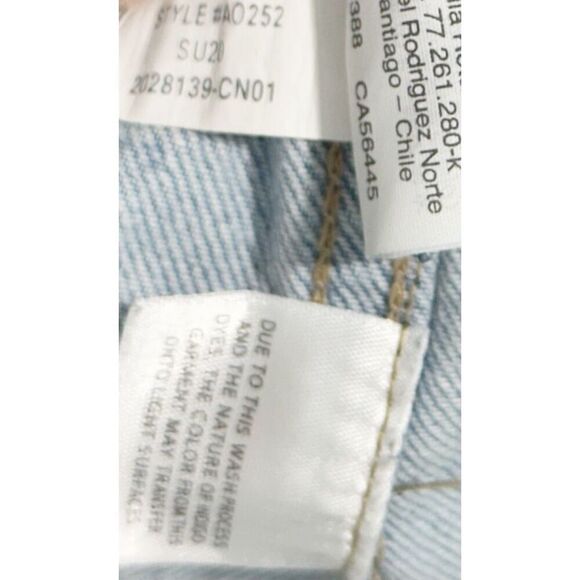 STYLE #AO252
SU20
2028139-CN01
77.261.280-K
el Rodriguez Norte
antiago – Chile
388 CA56445
DUE TO THIS WASH PROCESS
AND THE NATURE OF INDIGO
DYES, THE COLOR FROM THIS
GARMENT MAY TRANSFER
ONTO LIGHT SURFACES